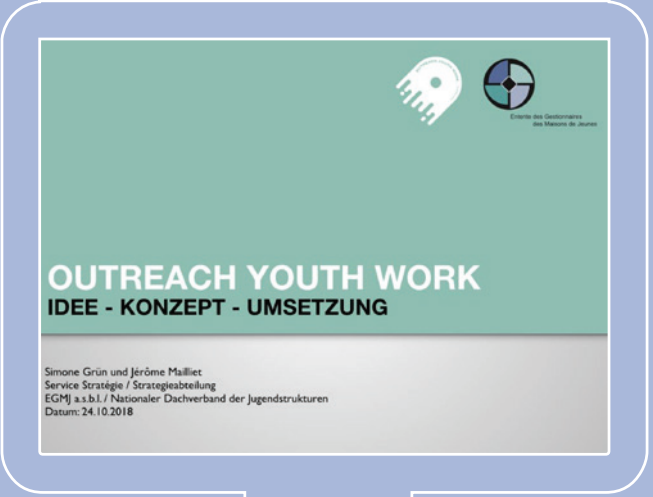 Entente des Gestionnaires
des Maisons de Jeunes
OUTREACH YOUTH WORK
IDEE - KONZEPT - UMSETZUNG
Simone Grün und Jérôme Mailliet
Service Stratégie / Strategieabteilung
EGMJ a.s.b.l. / Nationaler Dachverband der Jugendstrukturen
Datum: 24.10.2018